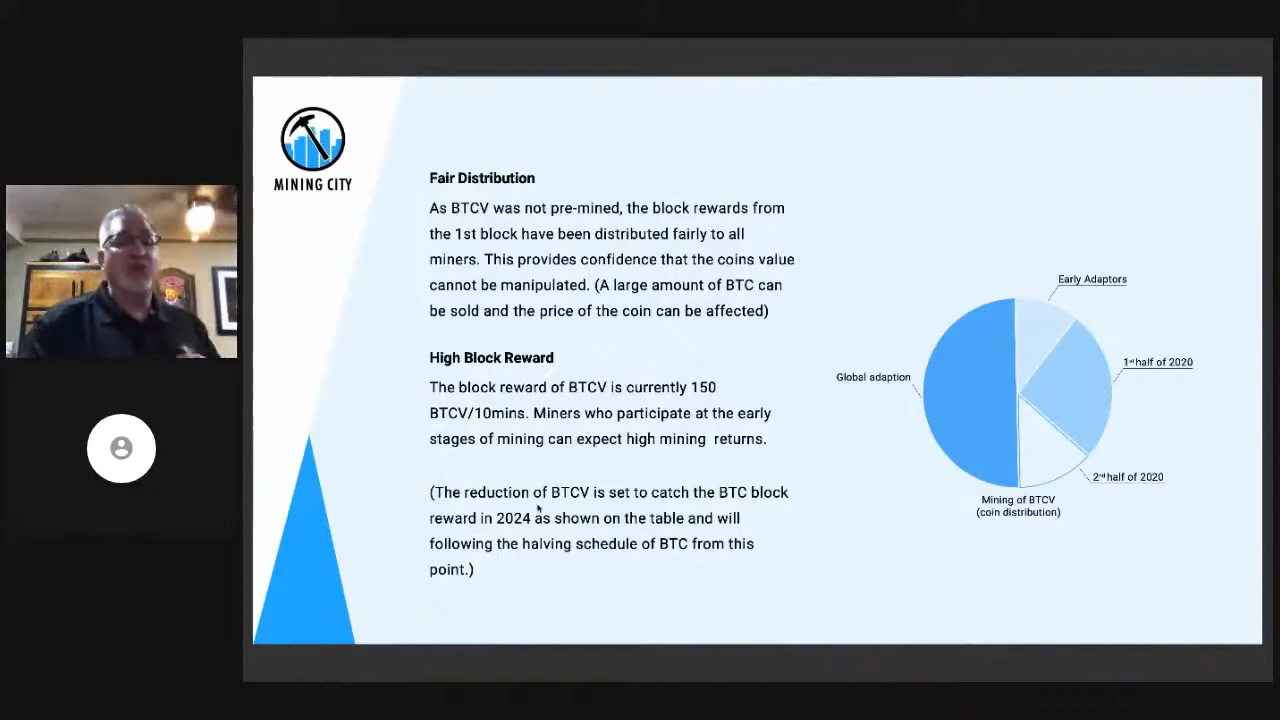 MINING CITY
Fair Distribution
As BTCV was not pre-mined, the block rewards from
the 1st block have been distributed fairly to all
miners. This provides confidence that the coins value
cannot be manipulated. (A large amount of BTC can
be sold and the price of the coin can be affected)
High Block Reward
The block reward of BTCV is currently 150
BTCV/10mins. Miners who participate at the early
stages of mining can expect high mining returns.
(The reduction of BTCV is set to catch the BTC block
reward in 2024 as shown on the table and will
following the halving schedule of BTC from this
point.)
Early Adaptors
1st half of 2020
Global adaption
2nd half of 2020
Mining of BTCV
(coin distribution)